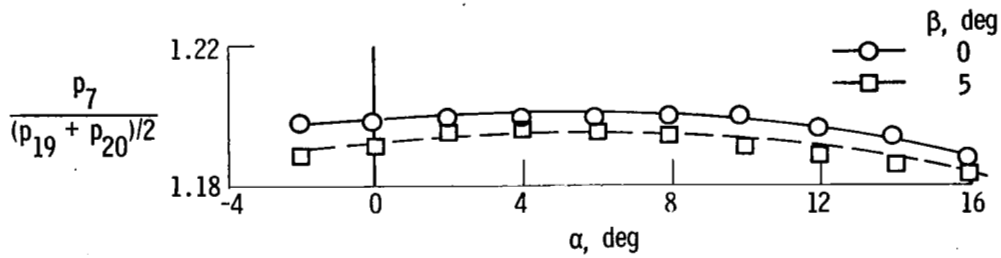 β, deg
1.22
0
5
p7
(p19 + p20)/2
1.18
-4 0 4 8 12 16
α, deg